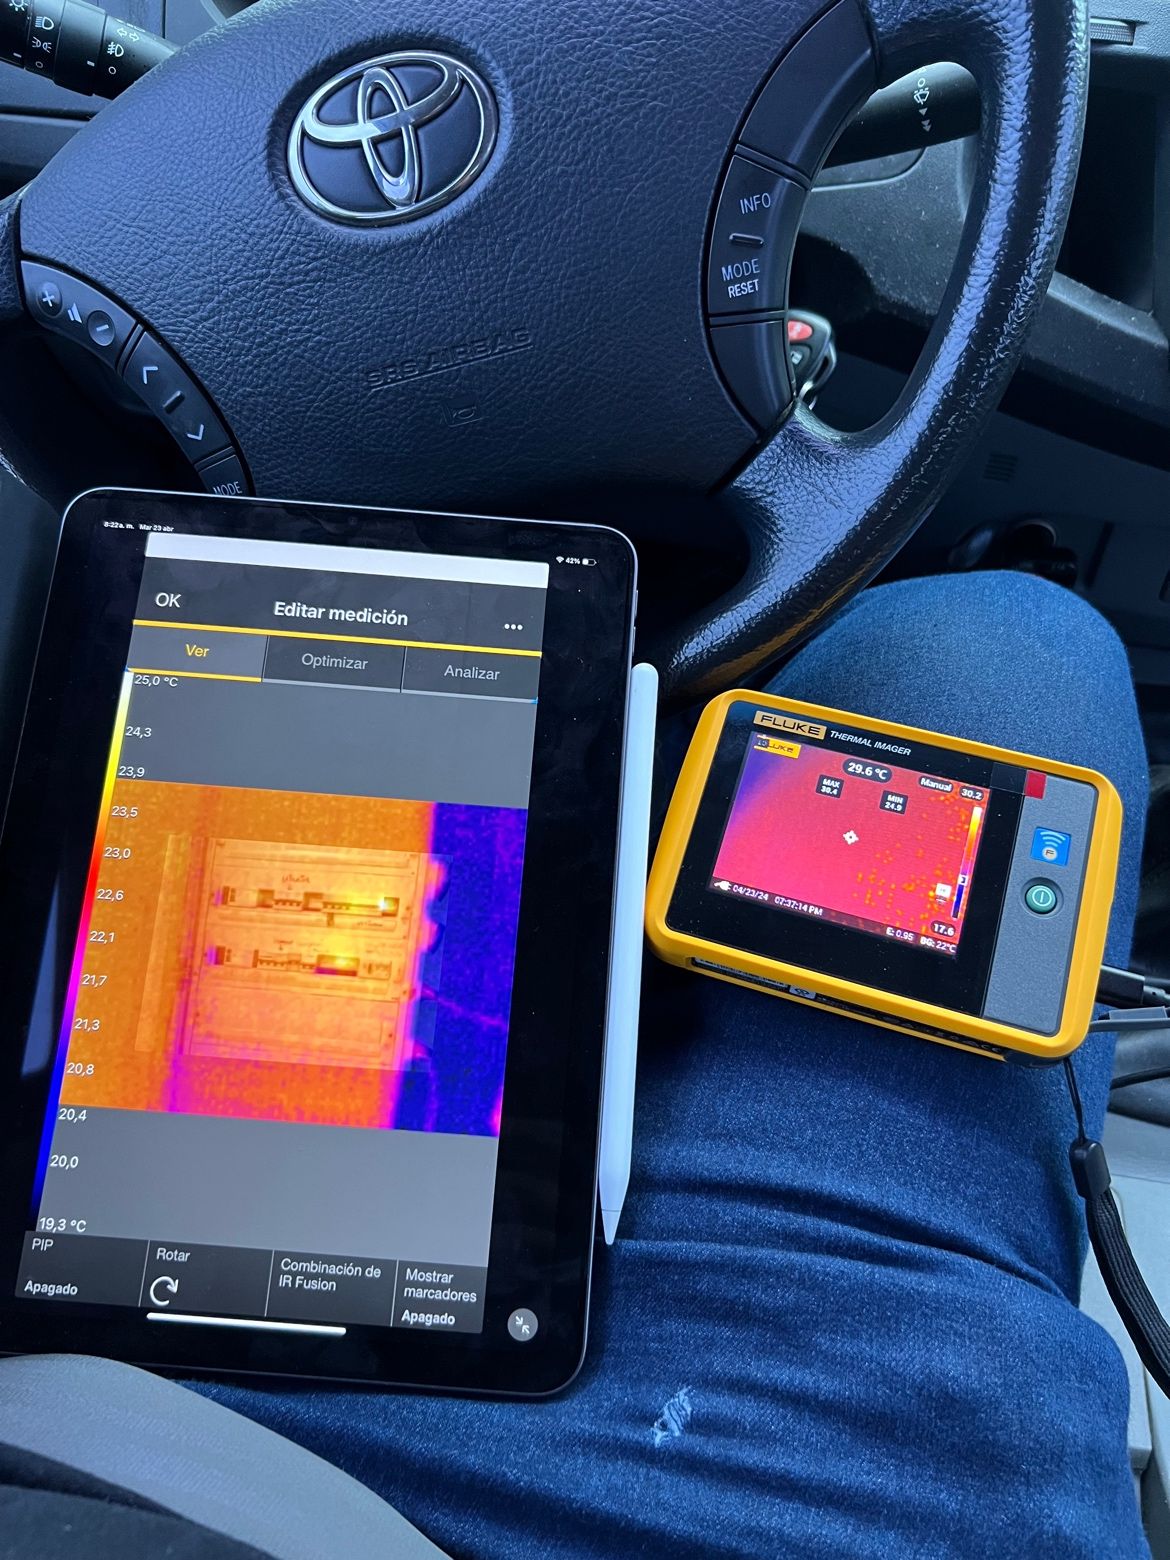 INFO
MODE
RESET
SRS AIRBAG
MODE
8:22 a. m. Mar 23 abr
42%
OK
Editar medición
...
Ver
Optimizar
Analizar
25,0 °C
24,3
23,9
23,5
23,0
22,6
22,1
21,7
21,3
20,8
20,4
20,0
19,3 °C
PIP
Apagado
Rotar
Combinación de
IR Fusion
Mostrar
marcadores
Apagado
FLUKE THERMAL IMAGER
FLUKE
29.6 °C
Manual
30.2
MAX
30.4
MIN
24.9
04/23/24 07:37:14 PM
17.6
E: 0.95 BG: 22°C